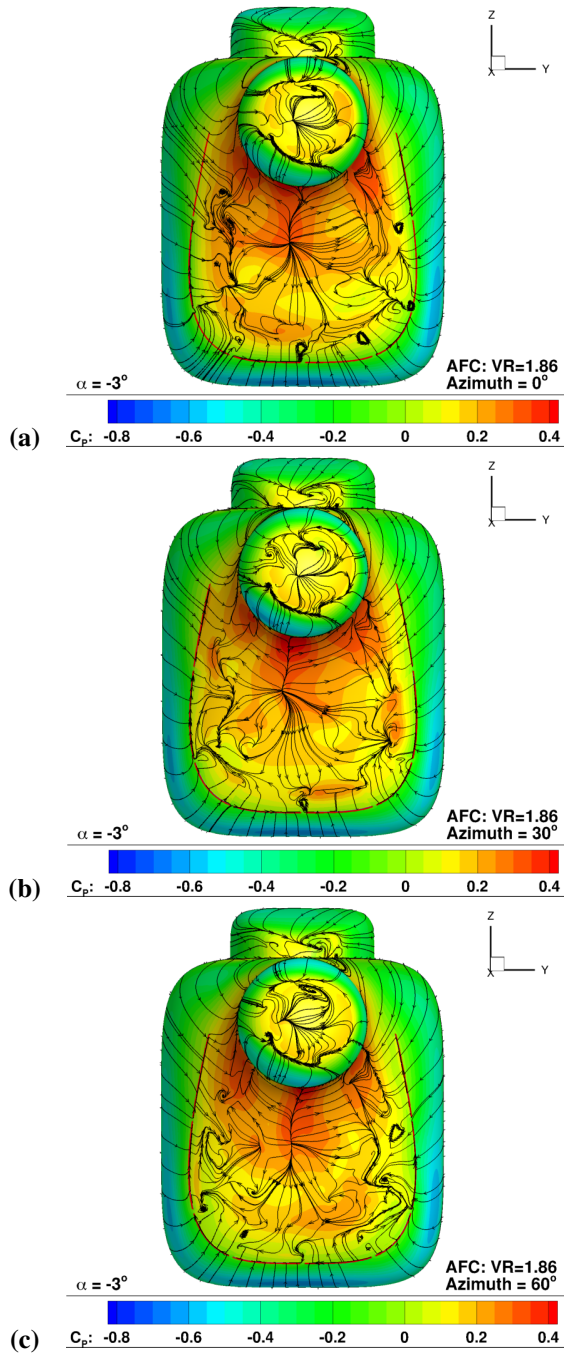 Z
X Y
AFC: VR=1.86
α = -3° Azimuth = 0°
(a) CP: -0.8 -0.6 -0.4 -0.2 0 0.2 0.4
Z
X Y
AFC: VR=1.86
α = -3° Azimuth = 30°
(b) CP: -0.8 -0.6 -0.4 -0.2 0 0.2 0.4
Z
X Y
AFC: VR=1.86
α = -3° Azimuth = 60°
(c) CP: -0.8 -0.6 -0.4 -0.2 0 0.2 0.4